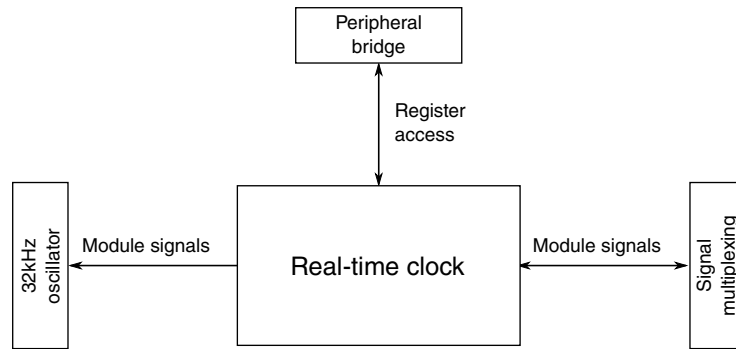 Peripheral
bridge
Register
access
32kHz
oscillator
Module signals
Real-time clock
Module signals
Signal
multiplexing